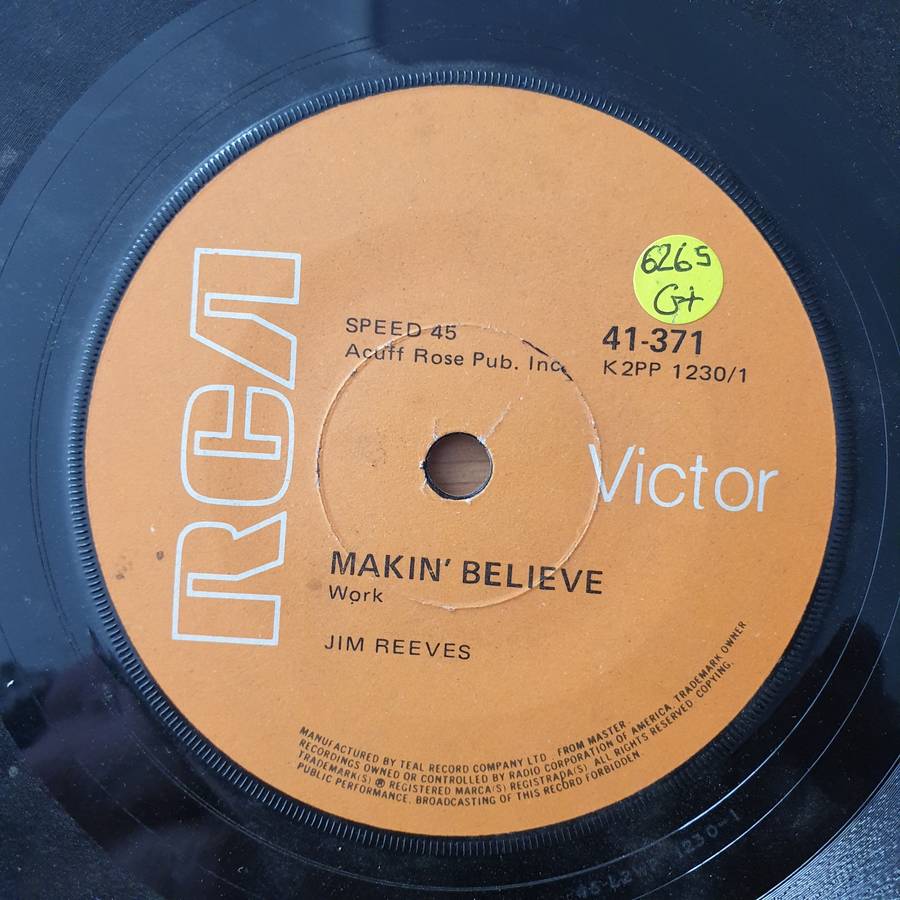 RCA
6265
G+
SPEED 45
Acuff Rose Pub. Inc.
41-371
K2PP 1230/1
Victor
MAKIN' BELIEVE
Work
JIM REEVES
MANUFACTURED BY TEAL RECORD COMPANY LTD. FROM MASTER
RECORDINGS OWNED OR CONTROLLED BY RADIO CORPORATION OF AMERICA, TRADEMARK OWNER
TRADEMARK(S) ® REGISTERED MARCA(S) REGISTRADA(S) ALL RIGHTS RESERVED COPYING,
PUBLIC PERFORMANCE, BROADCASTING OF THIS RECORD FORBIDDEN
1230-1